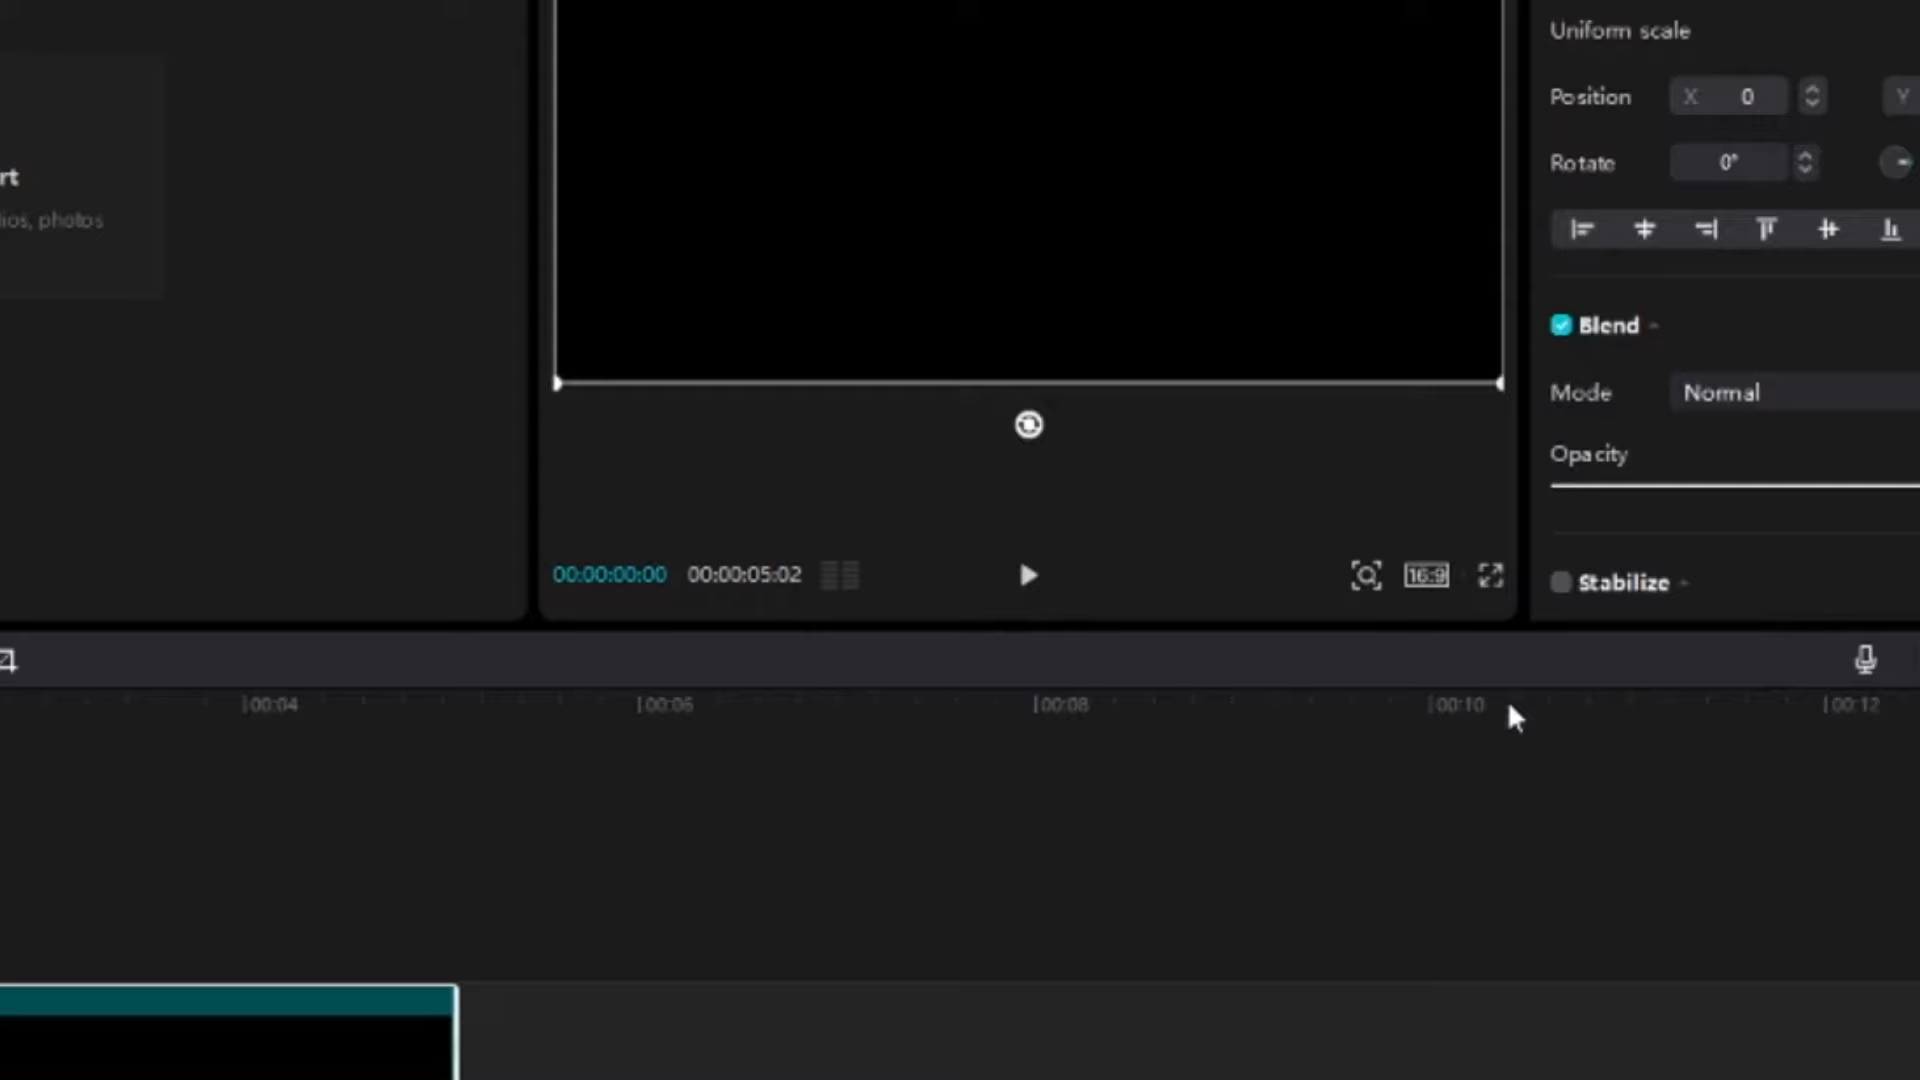 rt
ios, photos
00:00:00:00 00:00:05:02
16:9
Uniform scale
Position X 0 Y
Rotate 0°
Blend
Mode Normal
Opacity
Stabilize
00:04 00:06 00:08 00:10 00:12